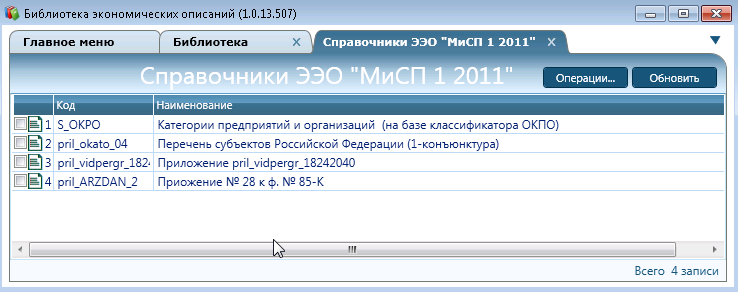 Библиотека экономических описаний (1.0.13.507)
Главное меню Библиотека Справочники ЭЭО "МиСП 1 2011"
Справочники ЭЭО "МиСП 1 2011" Операции... Обновить
Код Наименование
1 S_OKPO Категории предприятий и организаций (на базе классификатора ОКПО)
2 pril_okato_04 Перечень субъектов Российской Федерации (1-конъюнктура)
3 pril_vidpergr_1824 Приложение pril_vidpergr_18242040
4 pril_ARZDAN_2 Приожение № 28 к ф. № 85-К
Всего 4 записи